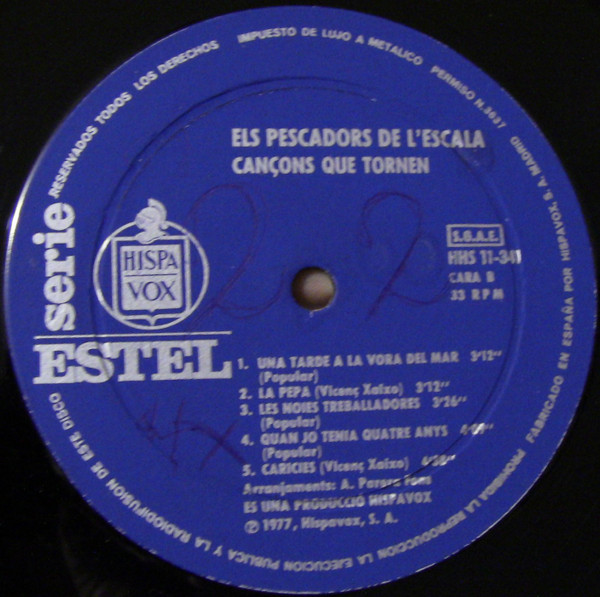 RESERVADOS TODOS LOS DERECHOS
IMPUESTO DE LUJO A METALICO
PERMISO N.3637
ELS PESCADORS DE L'ESCALA
CANÇONS QUE TORNEN
HISPA
VOX
serie
ESTEL
S.G.A.E.
HHS 11-341
CARA B
33 RPM
2 2
1. UNA TARDE A LA VORA DEL MAR 3'12"
(Popular)
2. LA PEPA (Vicenç Xaixo) 3'12"
3. LES NOIES TREBALLADORES 3'26"
(Popular)
4. QUAN JO TENIA QUATRE ANYS
(Popular)
5. CARICIES (Vicenç Xaixo)
Arranjaments: A. Parera Fons
ES UNA PRODUCCIÓ HISPAVOX
Ⓟ 1977, Hispavox, S. A.
FABRICADO EN ESPAÑA POR HISPAVOX, S. A. MADRID
PROHIBIDA LA REPRODUCCION LA EJECUCION PUBLICA Y LA RADIODIFUSION DE ESTE DISCO